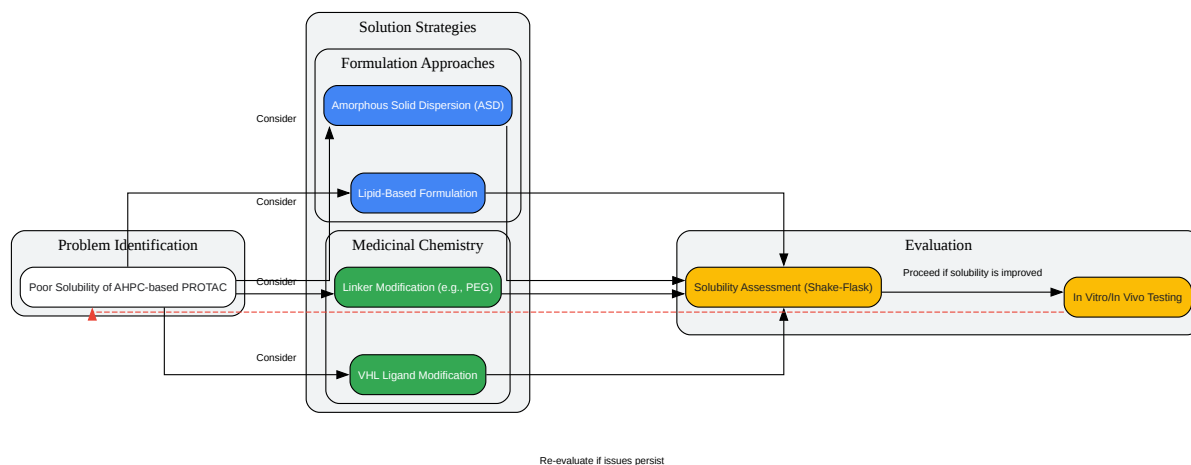 Solution Strategies
Formulation Approaches
Amorphous Solid Dispersion (ASD)
Consider
Lipid-Based Formulation
Consider
Problem Identification
Medicinal Chemistry
Evaluation
Poor Solubility of AHPC-based PROTAC
Consider
Linker Modification (e.g., PEG)
Solubility Assessment (Shake-Flask)
Proceed if solubility is improved
In Vitro/In Vivo Testing
Consider
VHL Ligand Modification
Re-evaluate if issues persist